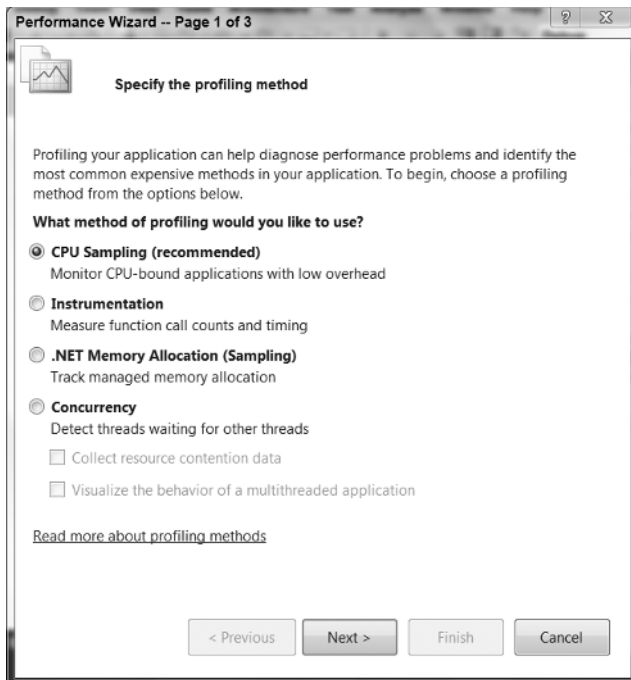 Performance Wizard -- Page 1 of 3
?
Specify the profiling method
Profiling your application can help diagnose performance problems and identify the
most common expensive methods in your application. To begin, choose a profiling
method from the options below.
What method of profiling would you like to use?
CPU Sampling (recommended)
Monitor CPU-bound applications with low overhead
Instrumentation
Measure function call counts and timing
.NET Memory Allocation (Sampling)
Track managed memory allocation
Concurrency
Detect threads waiting for other threads
Collect resource contention data
Visualize the behavior of a multithreaded application
Read more about profiling methods
< Previous
Next >
Finish
Cancel